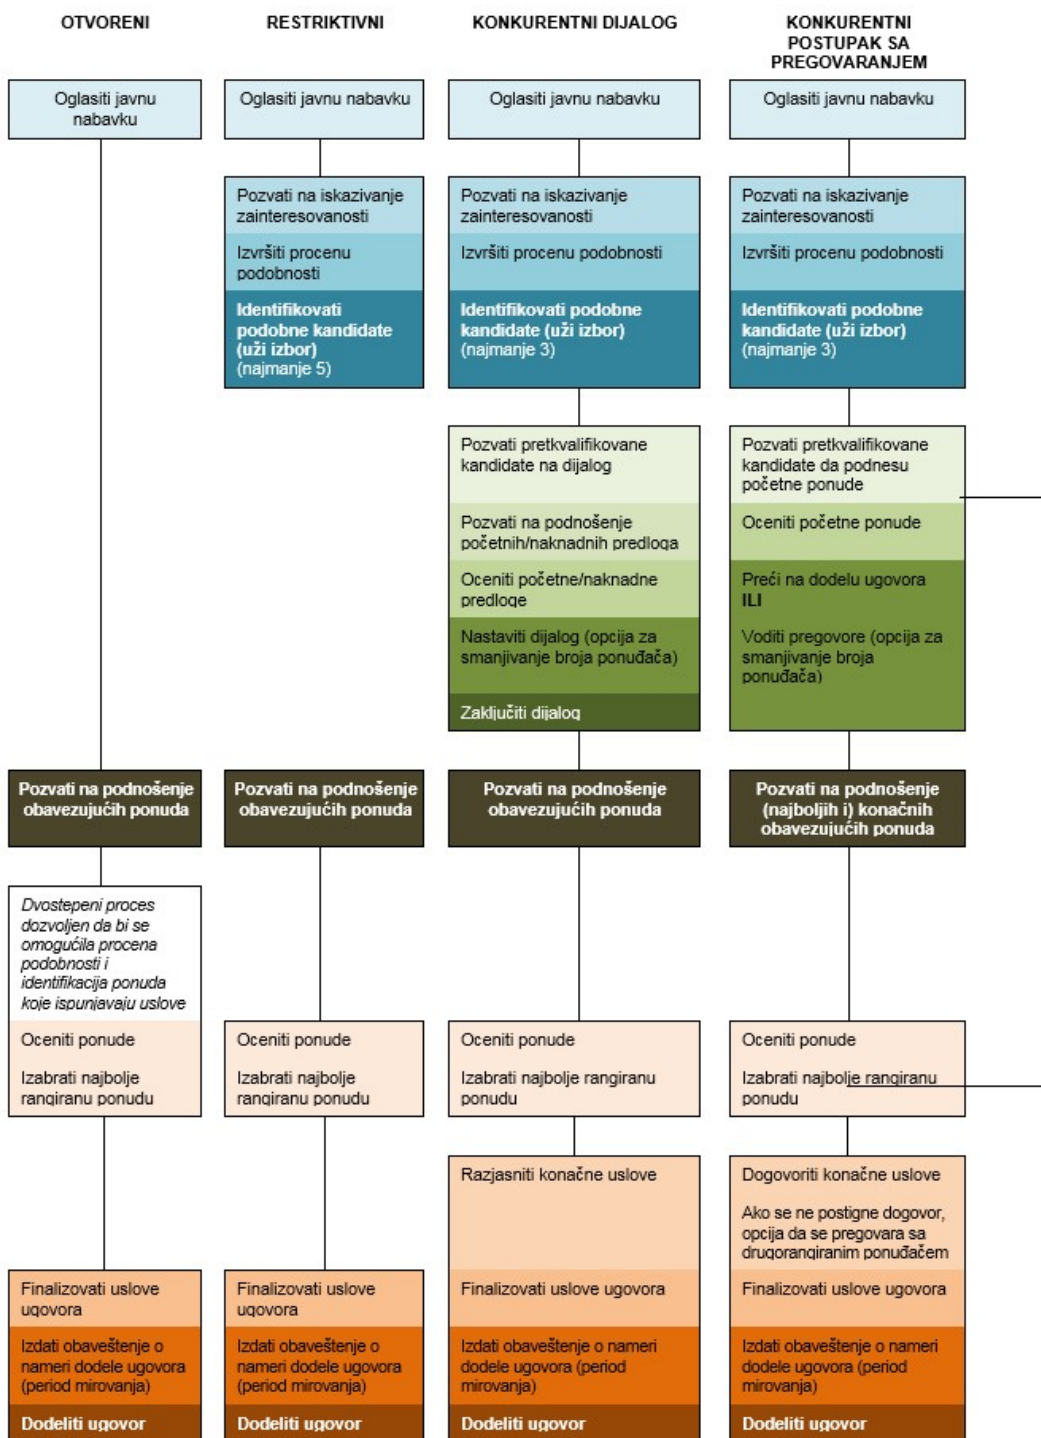 OTVORENI
RESTRIKTIVNI
KONKURENTNI DIJALOG
KONKURENTNI
POSTUPAK SA
PREGOVARANJEM
Oglasiti javnu
nabavku
Oglasiti javnu nabavku
Oglasiti javnu nabavku
Oglasiti javnu nabavku
Pozvati na iskazivanje
zainteresovanosti
Izvršiti procenu
podobnosti
Identifikovati
podobne kandidate
(uži izbor)
(najmanje 5)
Pozvati na iskazivanje
zainteresovanosti
Izvršiti procenu podobnosti
Identifikovati podobne
kandidate (uži izbor)
(najmanje 3)
Pozvati na iskazivanje
zainteresovanosti
Izvršiti procenu podobnosti
Identifikovati podobne
kandidate (uži izbor)
(najmanje 3)
Pozvati pretkvalifikovane
kandidate na dijalog
Pozvati na podnošenje
početnih/naknadnih predloga
Oceniti početne/naknadne
predloge
Nastaviti dijalog (opcija za
smanjivanje broja ponuđača)
Zaključiti dijalog
Pozvati pretkvalifikovane
kandidate da podnesu
početne ponude
Oceniti početne ponude
Preći na dodelu ugovora
ILI
Voditi pregovore (opcija za
smanjivanje broja
ponuđača)
Pozvati na podnošenje
obavezujućih ponuda
Pozvati na podnošenje
obavezujućih ponuda
Pozvati na podnošenje
obavezujućih ponuda
Pozvati na podnošenje
(najboljih i) konačnih
obavezujućih ponuda
Dvostepeni proces
dozvoljen da bi se
omogućila procena
podobnosti i
identifikacija ponuda
koje ispunjavaju uslove
Oceniti ponude
Izabrati najbolje
rangiranu ponudu
Oceniti ponude
Izabrati najbolje
rangiranu ponudu
Oceniti ponude
Izabrati najbolje rangiranu
ponudu
Oceniti ponude
Izabrati najbolje rangiranu
ponudu
Razjasniti konačne uslove
Dogovoriti konačne uslove
Ako se ne postigne dogovor,
opcija da se pregovara sa
drugorangiranim ponuđačem
Finalizovati uslove
ugovora
Finalizovati uslove
ugovora
Finalizovati uslove ugovora
Finalizovati uslove ugovora
Izdati obaveštenje o
nameri dodele ugovora
(period mirovanja)
Izdati obaveštenje o
nameri dodele ugovora
(period mirovanja)
Izdati obaveštenje o nameri
dodele ugovora (period
mirovanja)
Izdati obaveštenje o nameri
dodele ugovora (period
mirovanja)
Dodeliti ugovor
Dodeliti ugovor
Dodeliti ugovor
Dodeliti ugovor